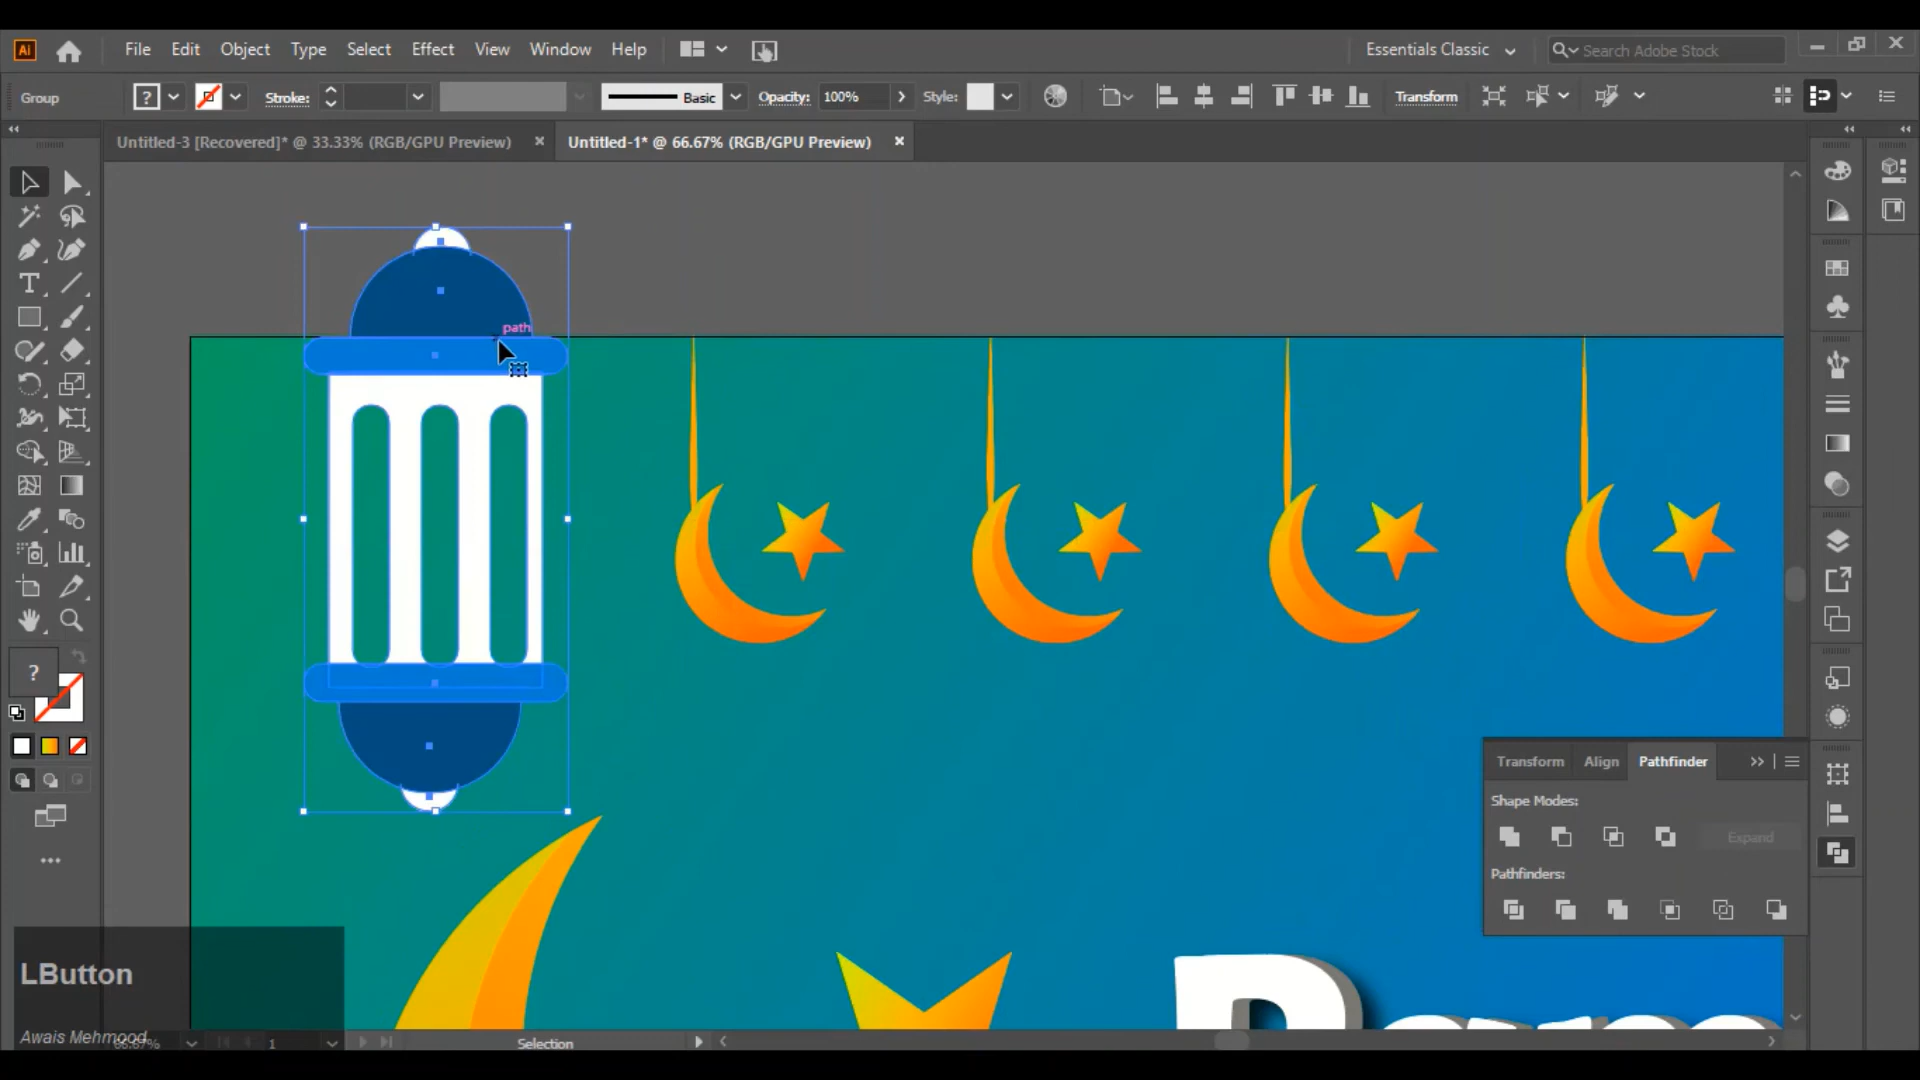 Ai File Edit Object Type Select Effect View Window Help Essentials Classic Search Adobe Stock
Group ? Stroke: Basic Opacity: 100% Style: Transform
Untitled-3 [Recovered]* @ 33.33% (RGB/GPU Preview) Untitled-1* @ 66.67% (RGB/GPU Preview)
path
?
Transform Align Pathfinder
Shape Modes:
Expand
Pathfinders:
LButton
Awais Mehmood
66.67% 1 Selection